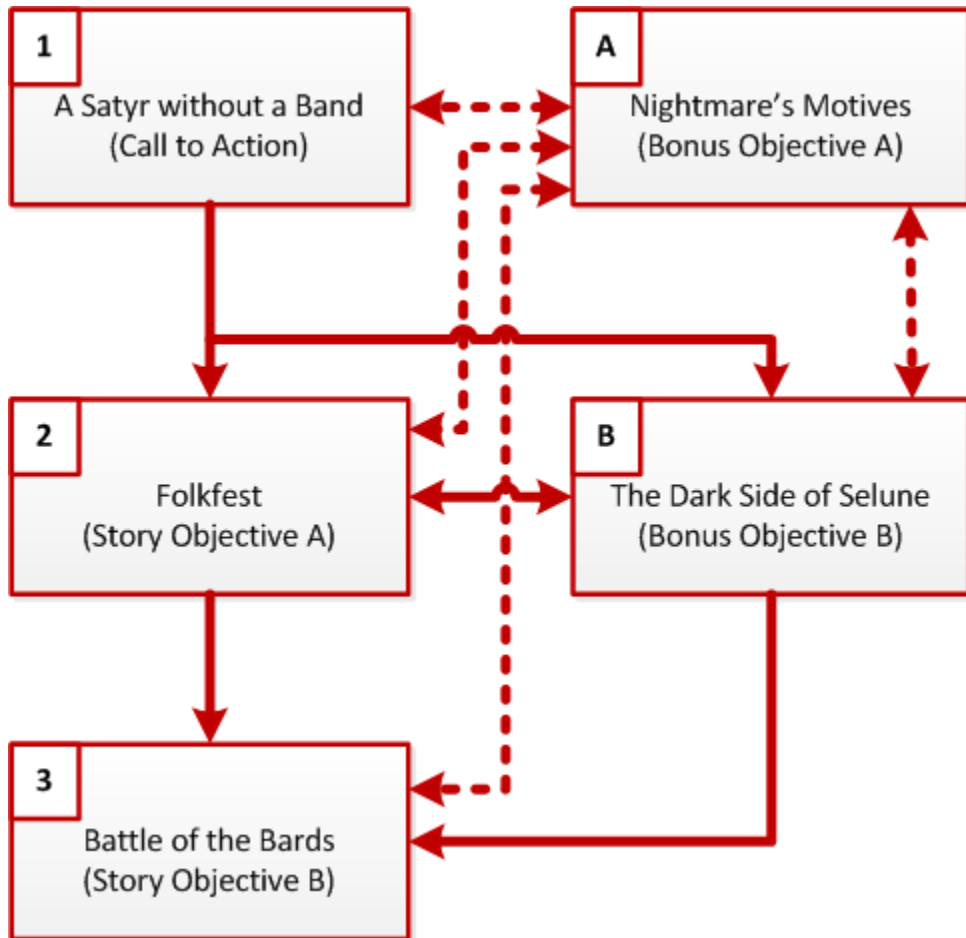 1
A Satyr without a Band
(Call to Action)
A
Nightmare’s Motives
(Bonus Objective A)
2
Folkfest
(Story Objective A)
B
The Dark Side of Selune
(Bonus Objective B)
3
Battle of the Bards
(Story Objective B)